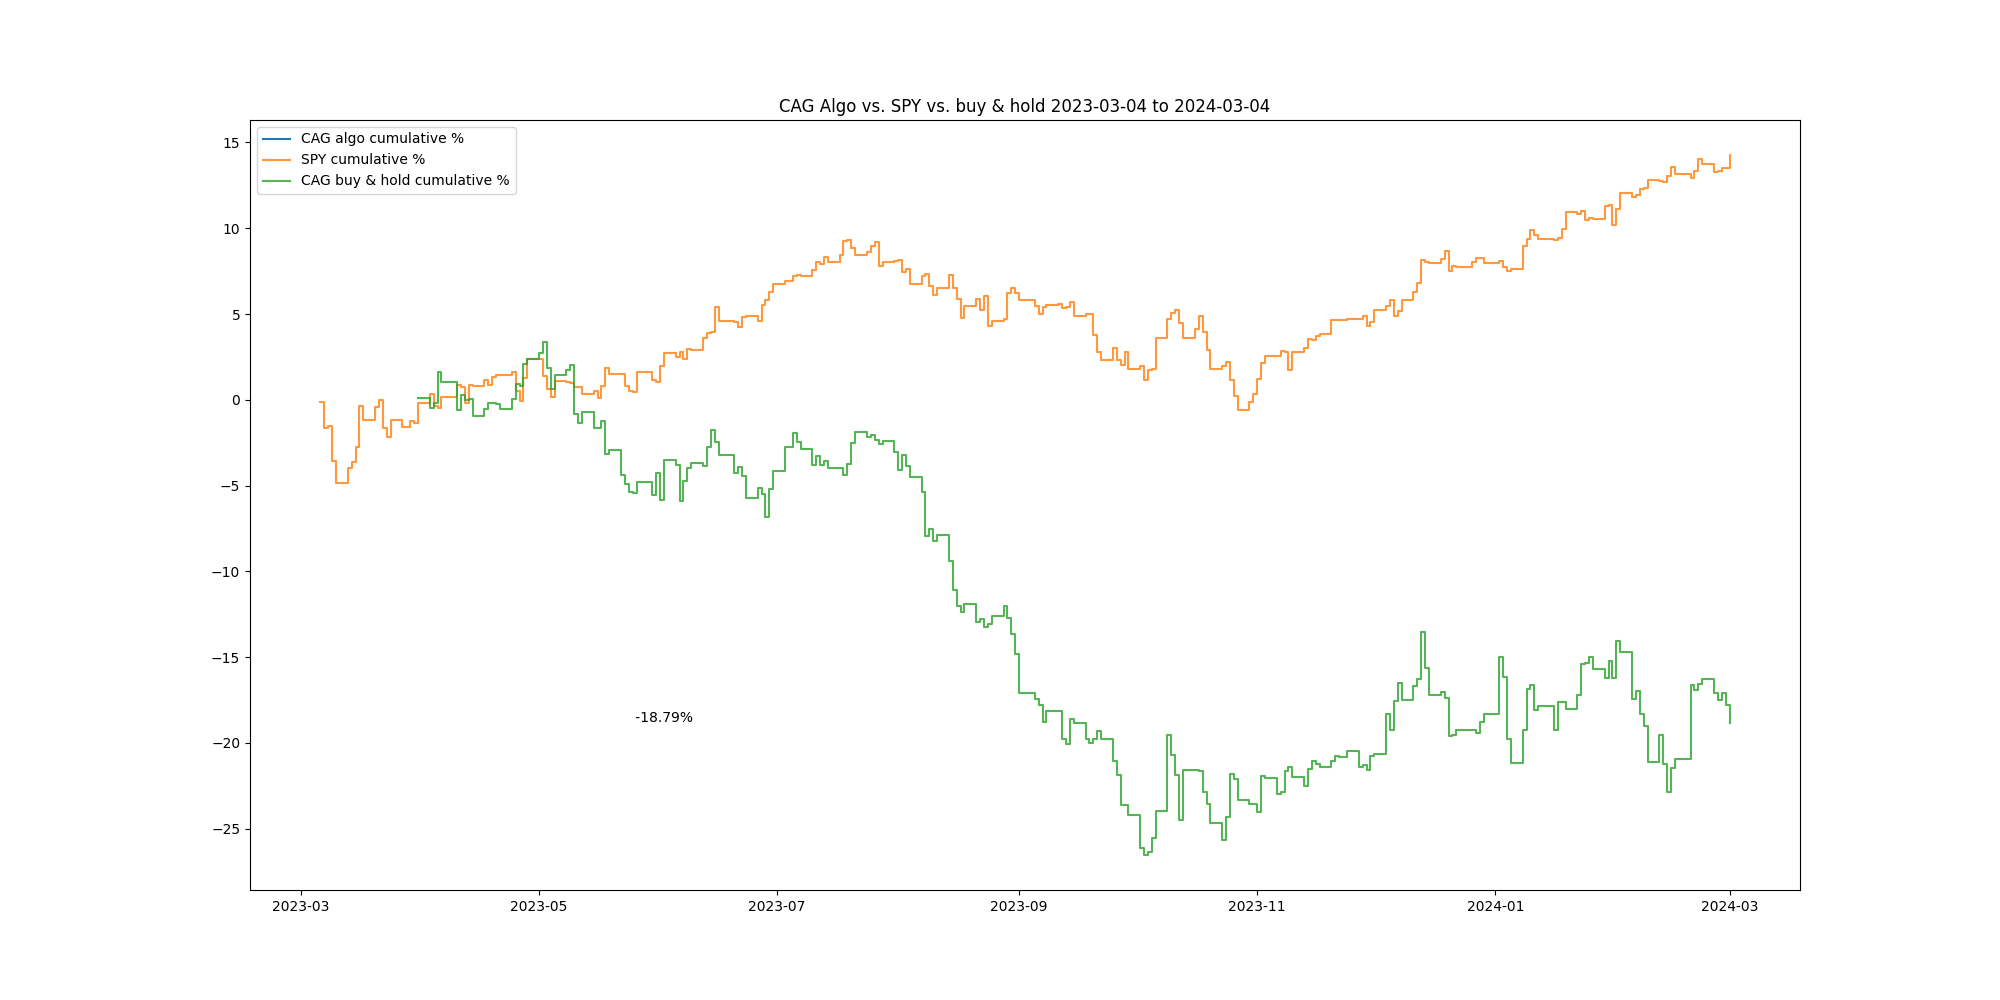 CAG Algo vs. SPY vs. buy & hold 2023-03-04 to 2024-03-04
CAG algo cumulative %
SPY cumulative %
CAG buy & hold cumulative %
15
10
5
0
−5
−10
−15
−20
−25
-18.79%
2023-03 2023-05 2023-07 2023-09 2023-11 2024-01 2024-03